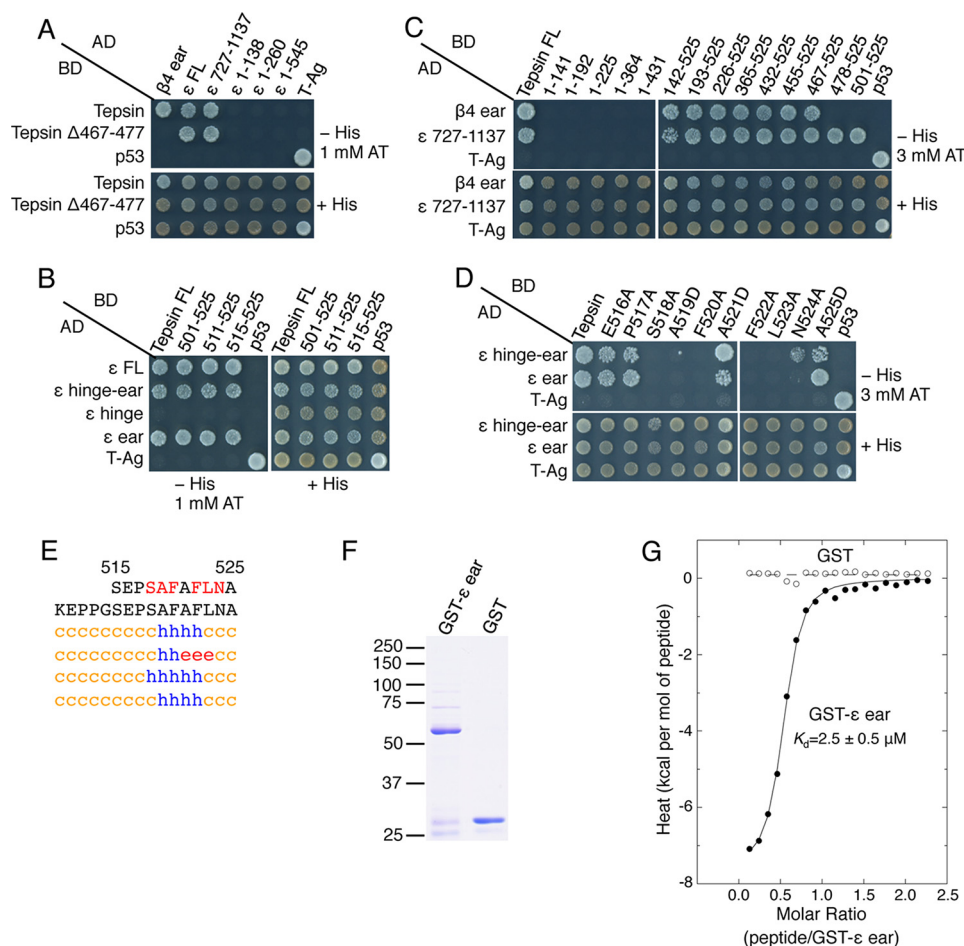 A
AD
BD
β4 ear
ε FL
ε 727-1137
ε 1-138
ε 1-260
ε 1-545
T-Ag
Tepsin
Tepsin Δ467-477
p53
– His
1 mM AT
Tepsin
Tepsin Δ467-477
p53
+ His
C
BD
AD
Tepsin FL
1-141
1-192
1-225
1-364
1-431
142-525
193-525
226-525
365-525
432-525
455-525
467-525
478-525
501-525
p53
β4 ear
ε 727-1137
T-Ag
– His
3 mM AT
β4 ear
ε 727-1137
T-Ag
+ His
B
BD
AD
Tepsin FL
501-525
511-525
515-525
p53
Tepsin FL
501-525
511-525
515-525
p53
ε FL
ε hinge-ear
ε hinge
ε ear
T-Ag
– His
1 mM AT
+ His
D
BD
AD
Tepsin
E516A
P517A
S518A
A519D
F520A
A521D
F522A
L523A
N524A
A525D
p53
ε hinge-ear
ε ear
T-Ag
– His
3 mM AT
ε hinge-ear
ε ear
T-Ag
+ His
E
515 525
SEPSAFAFLNA
KEPPGSEPSAFAFLNA
ccccccccchhhhccc
ccccccccchheeecc
cccccccchhhhhccc
ccccccccchhhhccc
F
GST-ε ear
GST
250
150
100
75
50
37
25
G
GST
GST-ε ear
Kd=2.5 ± 0.5 μM
Heat (kcal per mol of peptide)
0
-2
-4
-6
-8
0.0 0.5 1.0 1.5 2.0 2.5
Molar Ratio
(peptide/GST-ε ear)